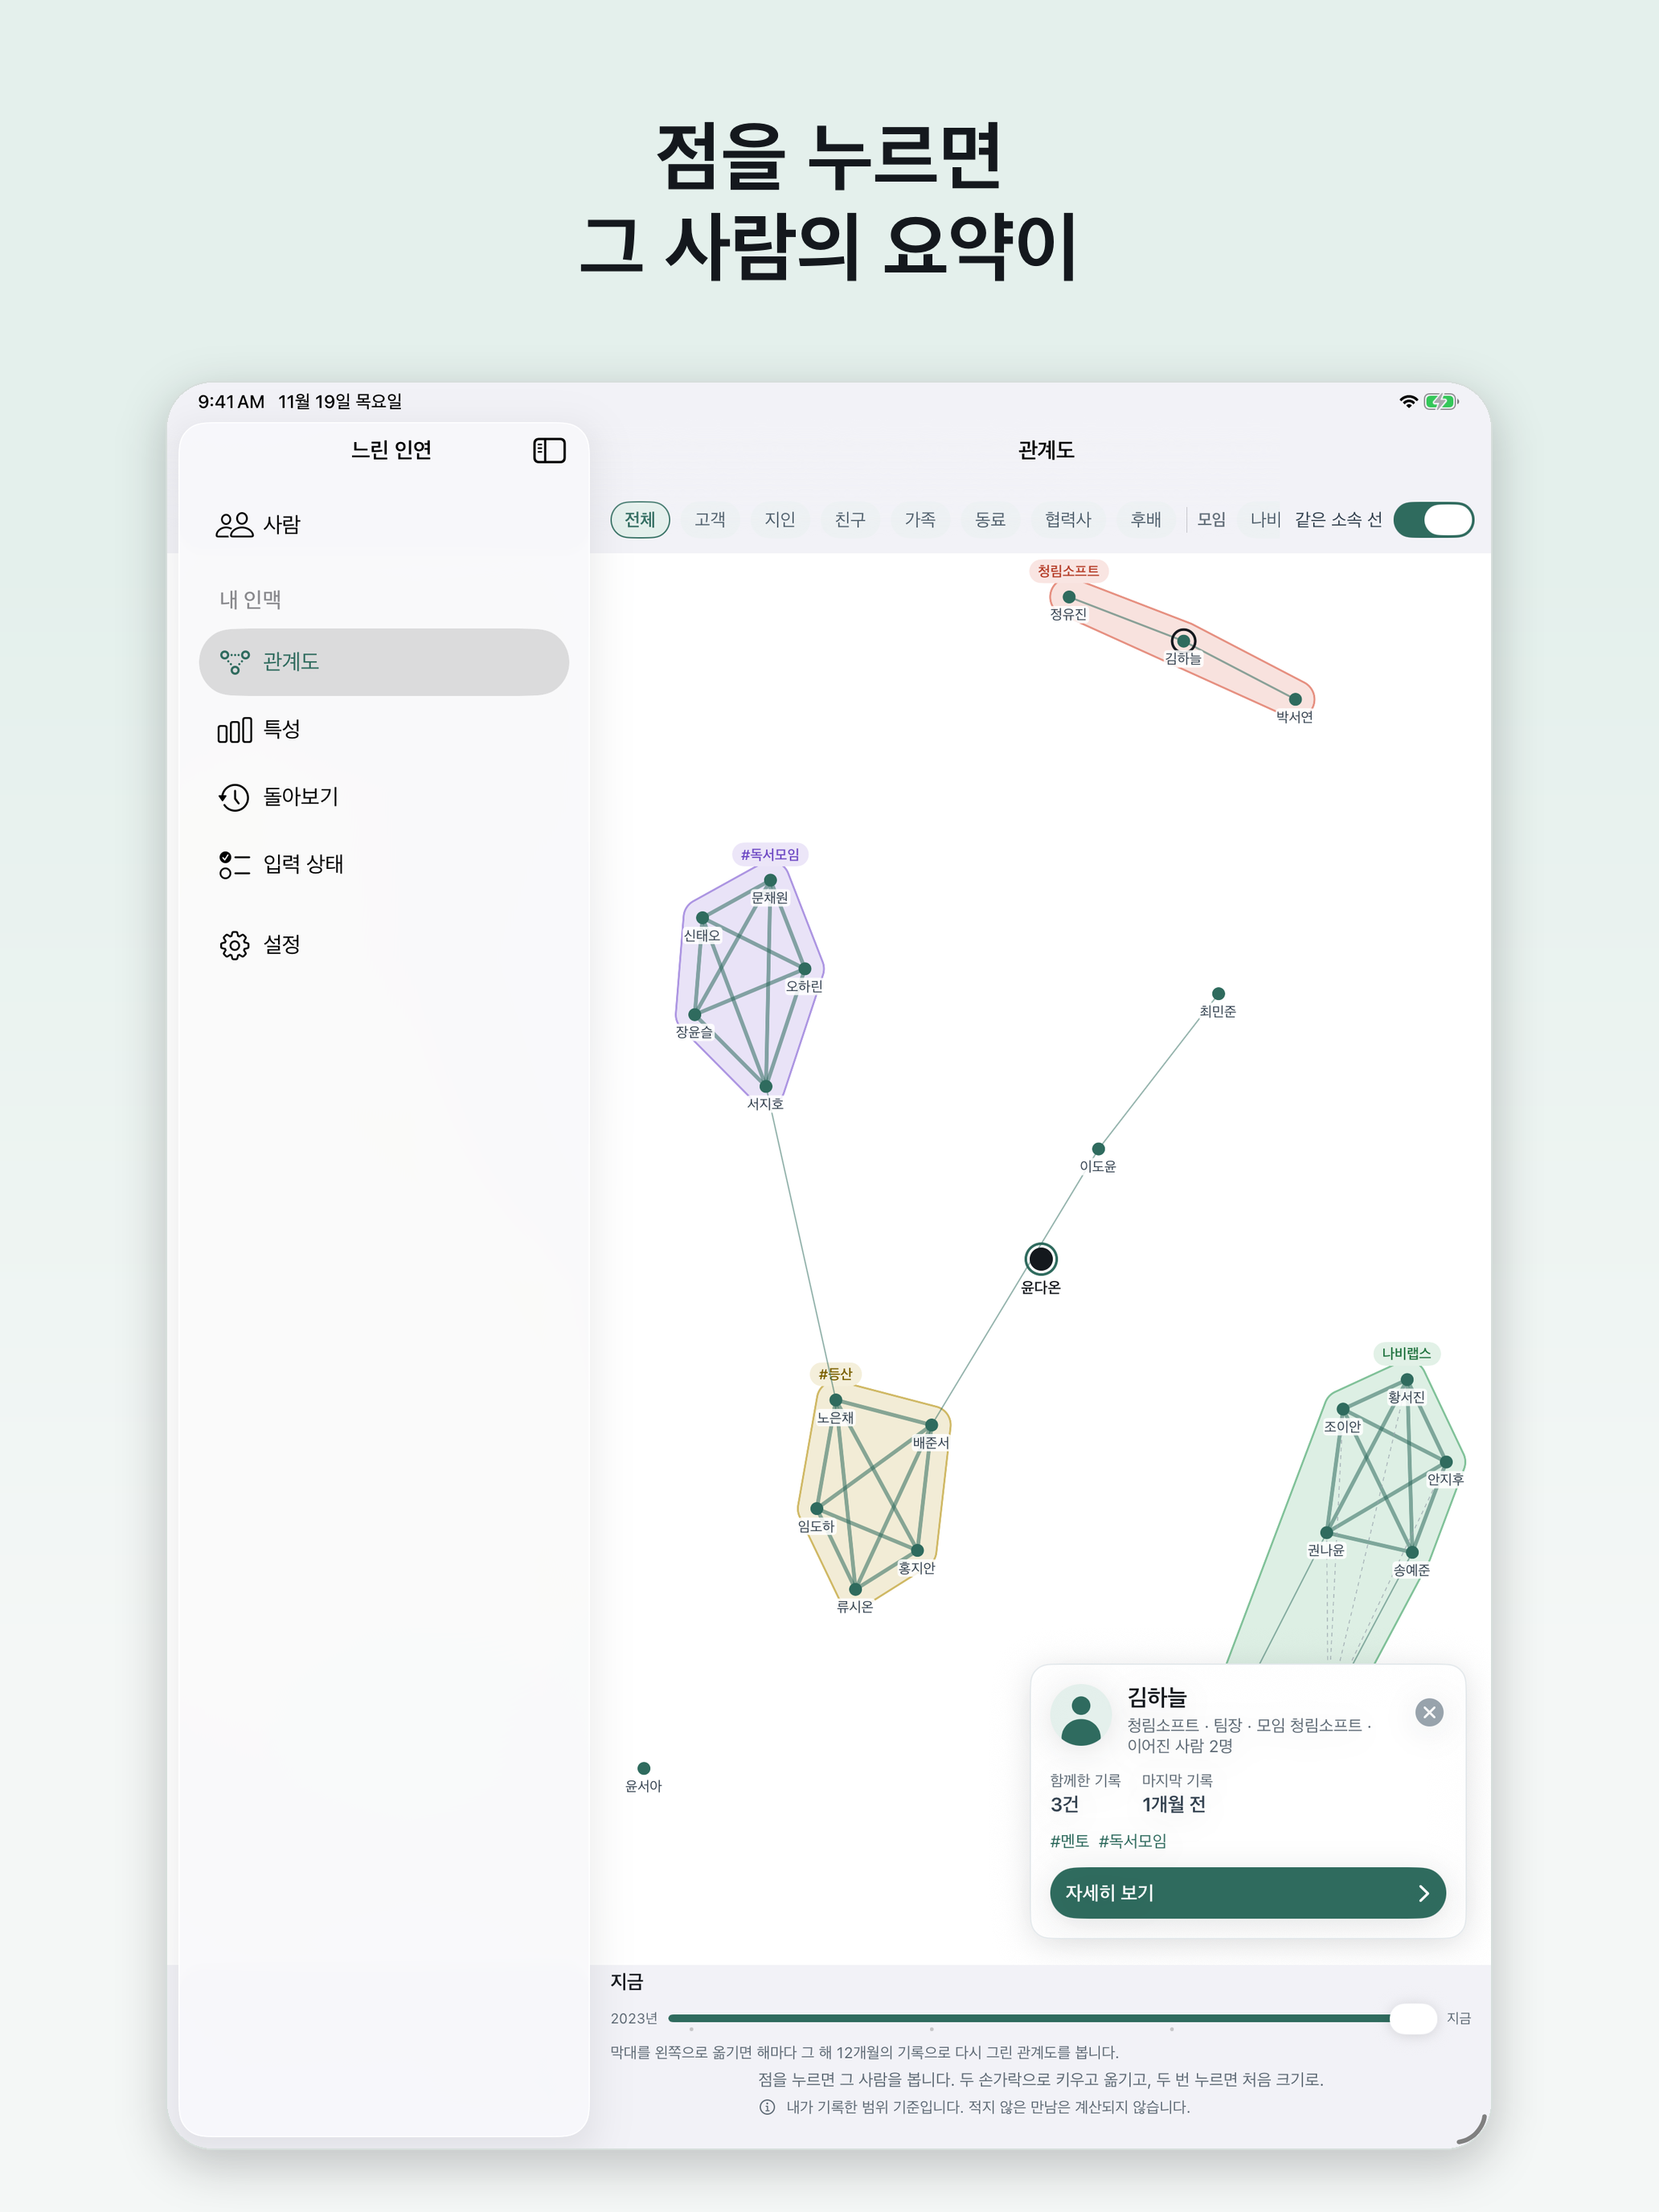 점을 누르면
그 사람의 요약이
9:41 AM 11월 19일 목요일
느린 인연
사람
내 인맥
관계도
특성
돌아보기
입력 상태
설정
관계도
전체 고객 지인 친구 가족 동료 협력사 후배 모임 나비 같은 소속 선
청림소프트
정유진
김하늘
박서연
#독서모임
문채원
신태오
오하린
장윤슬
서지호
최민준
이도윤
윤다온
#등산
노은채
배준서
임도하
홍지안
류시온
나비랩스
황서진
조이안
안지후
권나윤
송예준
윤서아
김하늘
청림소프트 · 팀장 · 모임 청림소프트 ·
이어진 사람 2명
함께한 기록 마지막 기록
3건 1개월 전
#멘토 #독서모임
자세히 보기
지금
2023년 지금
막대를 왼쪽으로 옮기면 해마다 그 해 12개월의 기록으로 다시 그린 관계도를 봅니다.
점을 누르면 그 사람을 봅니다. 두 손가락으로 키우고 옮기고, 두 번 누르면 처음 크기로.
내가 기록한 범위 기준입니다. 적지 않은 만남은 계산되지 않습니다.